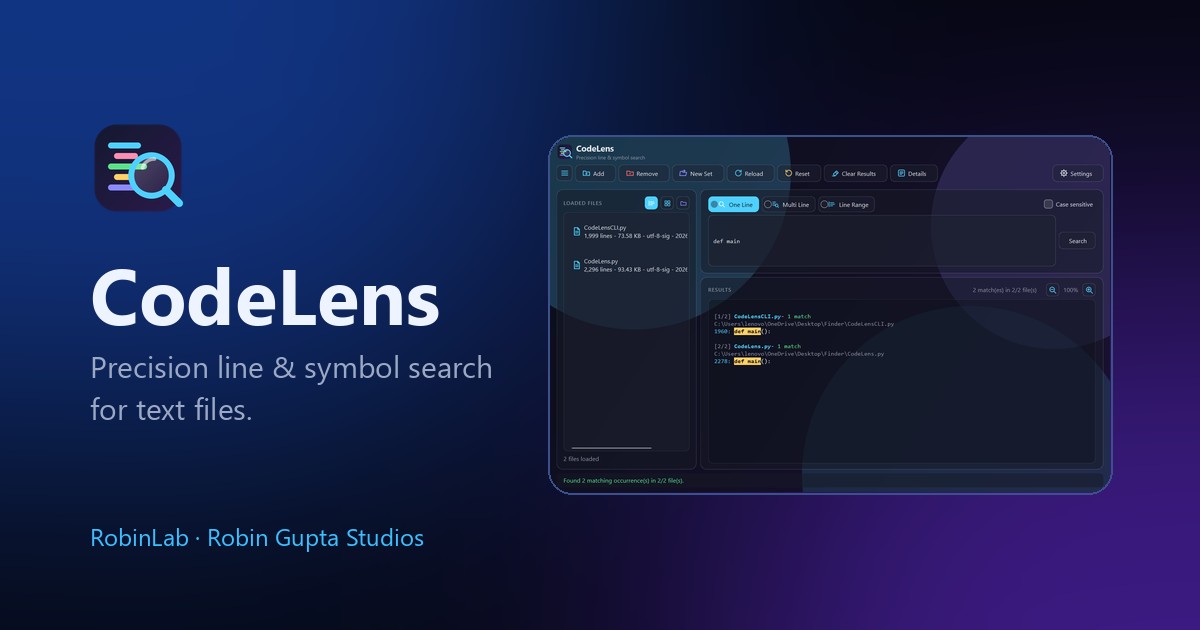 CodeLens
Precision line & symbol search
for text files.
RobinLab · Robin Gupta Studios
CodeLens
Precision line & symbol search
Add
Remove
New Set
Reload
Reset
Clear Results
Details
Settings
LOADED FILES
CodeLensCLI.py
1,999 lines - 73.58 KB - utf-8-sig - 2026
CodeLens.py
2,296 lines - 93.43 KB - utf-8-sig - 2026
2 files loaded
One Line
Multi Line
Line Range
Case sensitive
def main
Search
RESULTS
2 match(es) in 2/2 file(s)
100%
[1/2] CodeLensCLI.py- 1 match
C:\Users\lenovo\OneDrive\Desktop\Finder\CodeLensCLI.py
1960: def main():
[2/2] CodeLens.py- 1 match
C:\Users\lenovo\OneDrive\Desktop\Finder\CodeLens.py
2278: def main():
Found 2 matching occurrence(s) in 2/2 file(s).